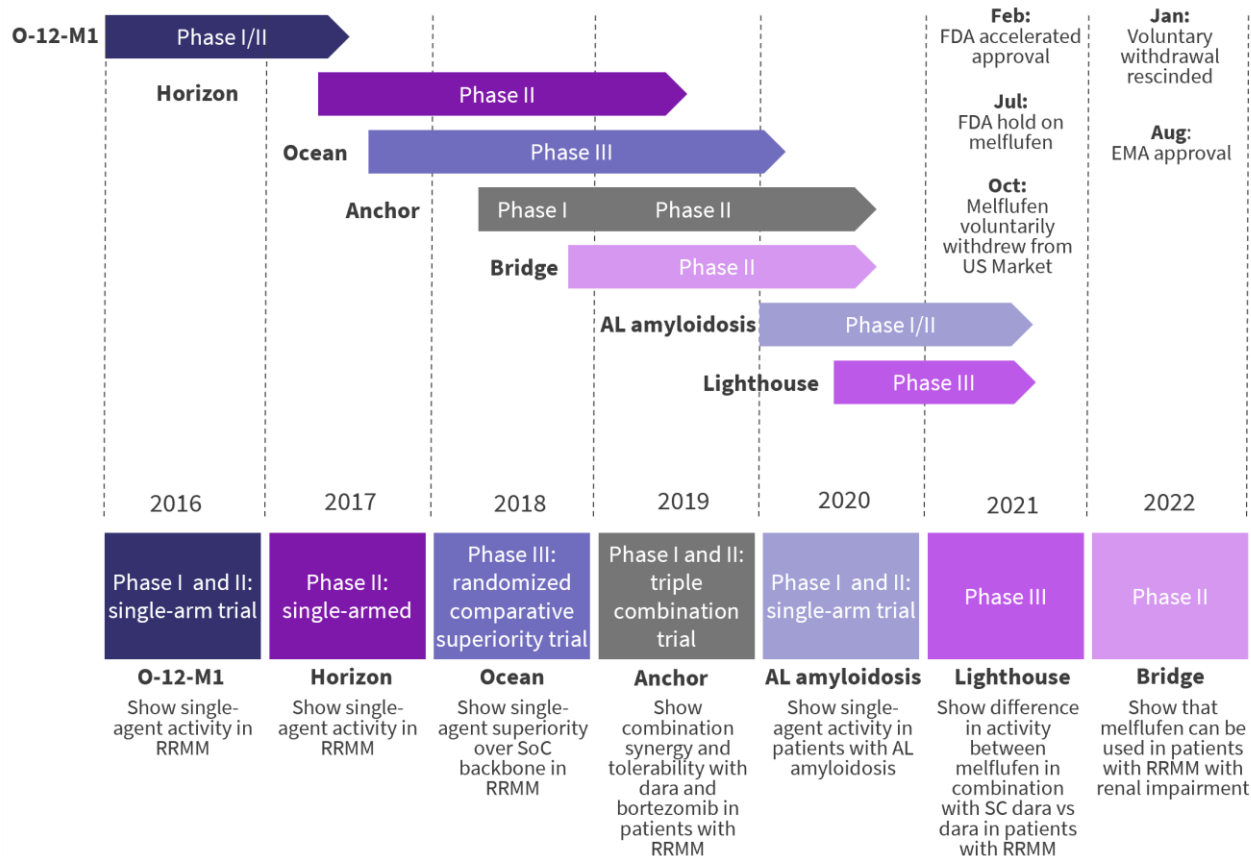 O-12-M1
Phase I/II
Horizon
Phase II
Ocean
Phase III
Anchor
Phase I
Phase II
Bridge
Phase II
AL amyloidosis
Phase I/II
Lighthouse
Phase III
Feb:
FDA accelerated
approval
Jul:
FDA hold on
melflufen
Oct:
Melflufen
voluntarily
withdrew from
US Market
Jan:
Voluntary
withdrawal
rescinded
Aug:
EMA approval
2016
2017
2018
2019
2020
2021
2022
Phase I and II:
single-arm trial
Phase II:
single-armed
Phase III:
randomized
comparative
superiority trial
Phase I and II:
triple
combination
trial
Phase I and II:
single-arm trial
Phase III
Phase II
O-12-M1
Show single-
agent activity in
RRMM
Horizon
Show single-
agent activity in
RRMM
Ocean
Show single-
agent superiority
over SoC
backbone in
RRMM
Anchor
Show
combination
synergy and
tolerability with
dara and
bortezomib in
patients with
RRMM
AL amyloidosis
Show single-
agent activity in
patients with AL
amyloidosis
Lighthouse
Show difference
in activity
between
melflufen in
combination
with SC dara vs
dara in patients
with RRMM
Bridge
Show that
melflufen can be
used in patients
with RRMM with
renal impairment